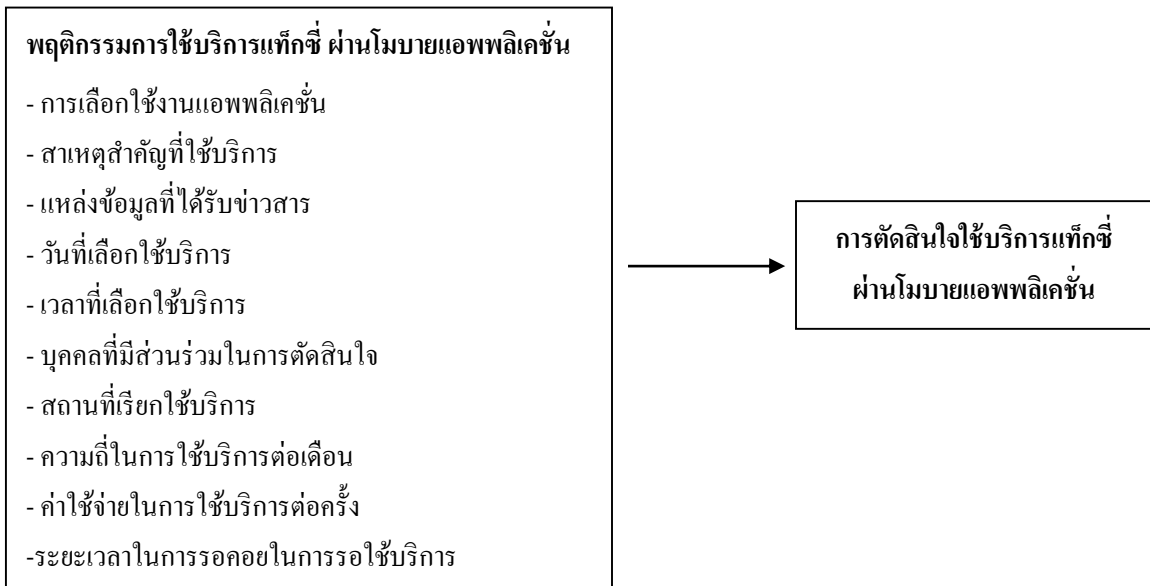 พฤติกรรมการใช้บริการแท็กซี่ ผ่านโมบายแอพพลิเคชั่น
- การเลือกใช้งานแอพพลิเคชั่น
- สาเหตุสำคัญที่ใช้บริการ
- แหล่งข้อมูลที่ได้รับข่าวสาร
- วันที่เลือกใช้บริการ
- เวลาที่เลือกใช้บริการ
- บุคคลที่มีส่วนร่วมในการตัดสินใจ
- สถานที่เรียกใช้บริการ
- ความถี่ในการใช้บริการต่อเดือน
- ค่าใช้จ่ายในการใช้บริการต่อครั้ง
-ระยะเวลาในการรอคอยในการรอใช้บริการ
การตัดสินใจใช้บริการแท็กซี่
ผ่านโมบายแอพพลิเคชั่น